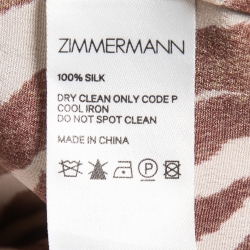 ZIMMERMANN
100% SILK
DRY CLEAN ONLY CODE P
COOL IRON
DO NOT SPOT CLEAN
MADE IN CHINA
P